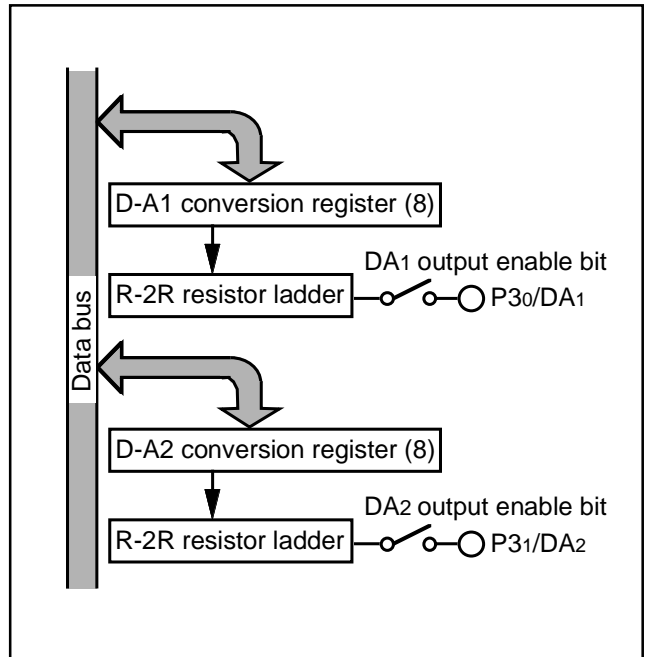 D-A1 conversion register (8)
DA1 output enable bit
R-2R resistor ladder
P30/DA1
Data bus
D-A2 conversion register (8)
DA2 output enable bit
R-2R resistor ladder
P31/DA2